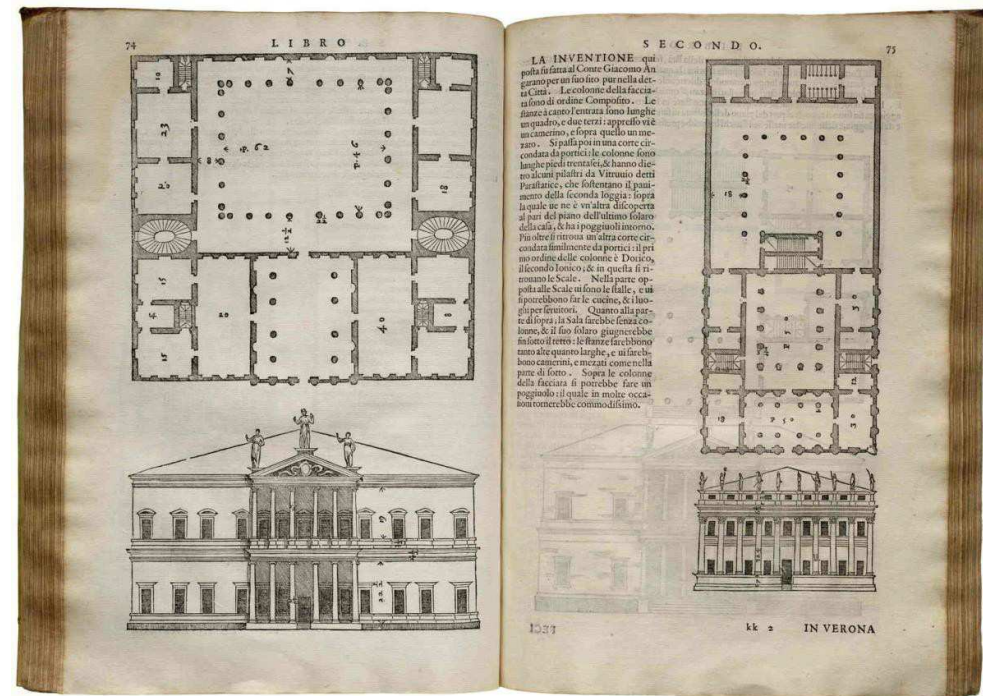 74
LIBRO
SECONDO.
75
LA INVENTIONE qui
posta fu fatta al Conte Giacomo An
garano per un suo sito pur nella det-
ta Città. Le colonne della faccia-
ta sono di ordine Composito. Le
stanze à canto l'entrata sono lunghe
un quadro, e due terzi: appresso vi è
un camerino, e sopra quello un me-
zato. Si passa poi in una corte cir-
condata da portici: le colonne sono
lunghe piedi trentasei, & hanno die-
tro alcuni pilastri da Vitruuio detti
Parastatice, che sostentano il paui-
mento della seconda loggia: sopra
la quale ue ne è vn'altra discoperta
al pari del piano dell'ultimo solaro
della casa, & ha i poggiuoli intorno.
Più oltre si ritroua un'altra corte cir-
condata similmente da portici: il pri
mo ordine delle colonne è Dorico,
il secondo Ionico; & in questa si ri-
trouano le Scale. Nella parte op-
posta alle Scale ui sono le stalle, e ui
si potrebbono far le cucine, & i luo-
ghi per seruitori. Quanto alla par-
te di sopra; la Sala sarebbe senza co-
lonne, & il suo solaro giugnerebbe
fin sotto il tetto: le stanze sarebbono
tanto alte quanto larghe, e ui sareb-
bono camerini, e mezati come nella
parte di sotto. Sopra le colonne
della facciata si potrebbe fare un
poggiuolo: il quale in molte occa-
sioni tornerebbe commodissimo.
kk 2 IN VERONA